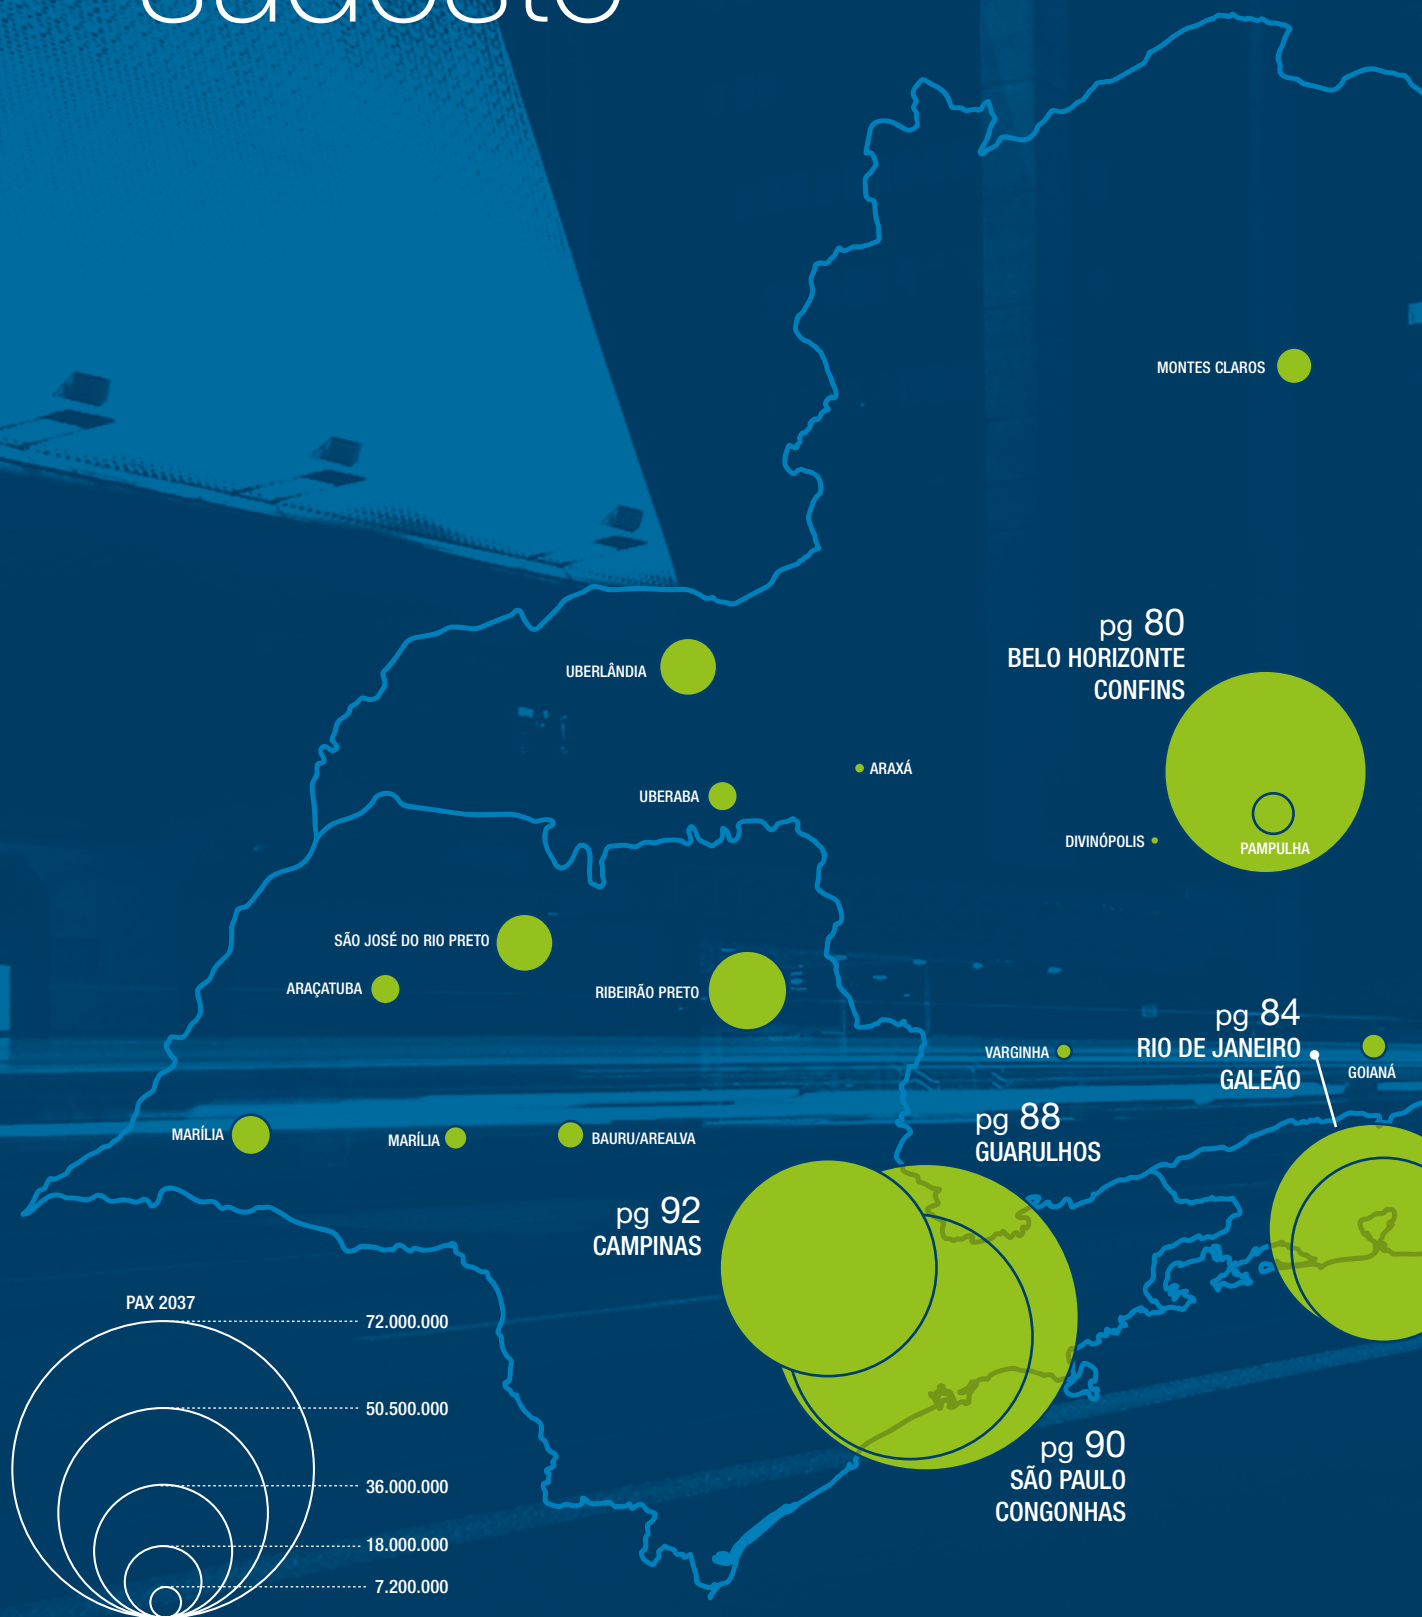 sudeste
MONTES CLAROS
pg 80
BELO HORIZONTE
CONFINS
UBERLÂNDIA
ARAXÁ
UBERABA
DIVINÓPOLIS
PAMPULHA
SÃO JOSÉ DO RIO PRETO
ARAÇATUBA
RIBEIRÃO PRETO
pg 84
RIO DE JANEIRO
GALEÃO
VARGINHA
GOIANÁ
pg 88
GUARULHOS
MARÍLIA
MARÍLIA
BAURU/AREALVA
pg 92
CAMPINAS
PAX 2037
72.000.000
50.500.000
36.000.000
18.000.000
7.200.000
pg 90
SÃO PAULO
CONGONHAS